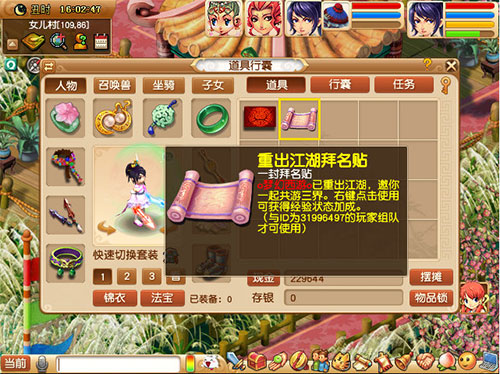 丑时 16:02:47
女儿村[109,86]
道具行囊
人物 召唤兽 坐骑 子女 道具 行囊 任务
重出江湖拜名贴
一封拜名贴
梦幻西游已重出江湖，邀你
一起共游三界。右键点击使用
可获得经验状态加成。
（与ID为31996497的玩家组队
才可使用）
快速切换套装
1 2 3
现金 229644 摆摊
锦衣 法宝 已装备：0 存银 0 物品锁
当前